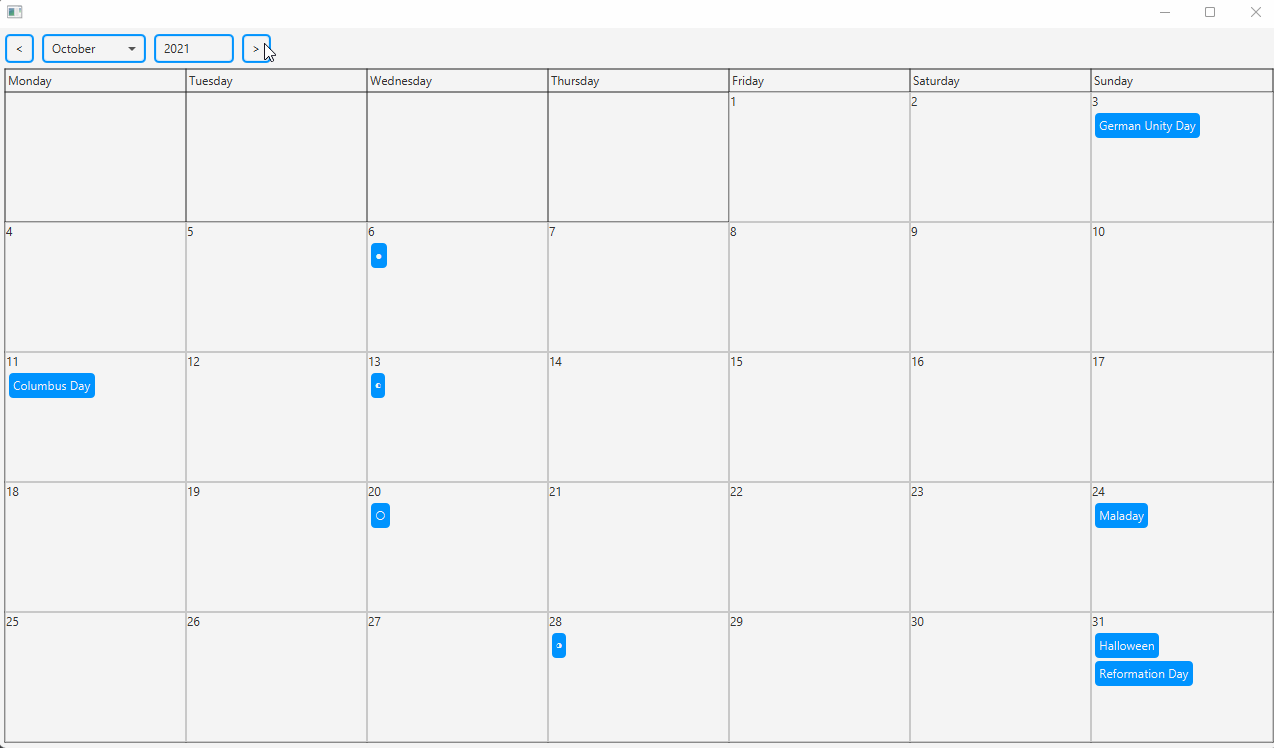 < October 2021 >
Monday Tuesday Wednesday Thursday Friday Saturday Sunday
1 2 3
German Unity Day
4 5 6 7 8 9 10
●
11 12 13 14 15 16 17
Columbus Day ◐
18 19 20 21 22 23 24
○ Maladay
25 26 27 28 29 30 31
◑ Halloween
Reformation Day